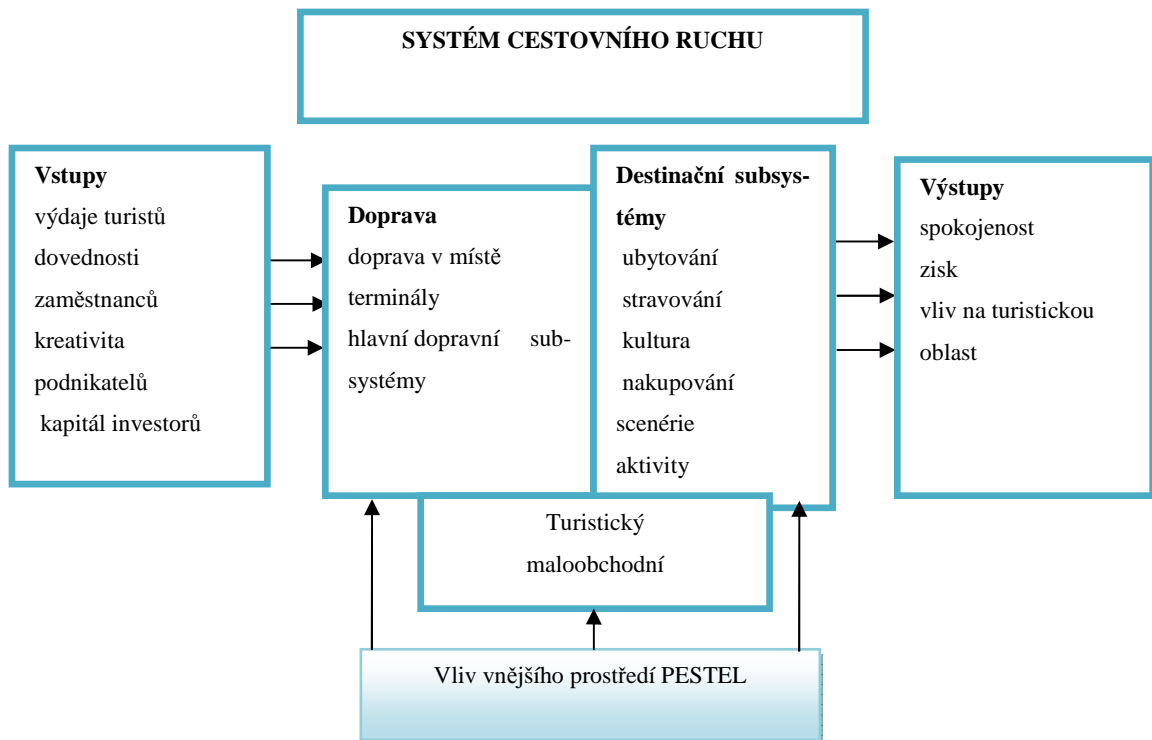 SYSTÉM CESTOVNÍHO RUCHU
Vstupy
výdaje turistů
dovednosti
zaměstnanců
kreativita
podnikatelů
kapitál investorů
Doprava
doprava v místě
terminály
hlavní dopravní sub-
systémy
Destinační subsys-
témy
ubytování
stravování
kultura
nakupování
scenérie
aktivity
Výstupy
spokojenost
zisk
vliv na turistickou
oblast
Turistický
maloobchodní
Vliv vnějšího prostředí PESTEL